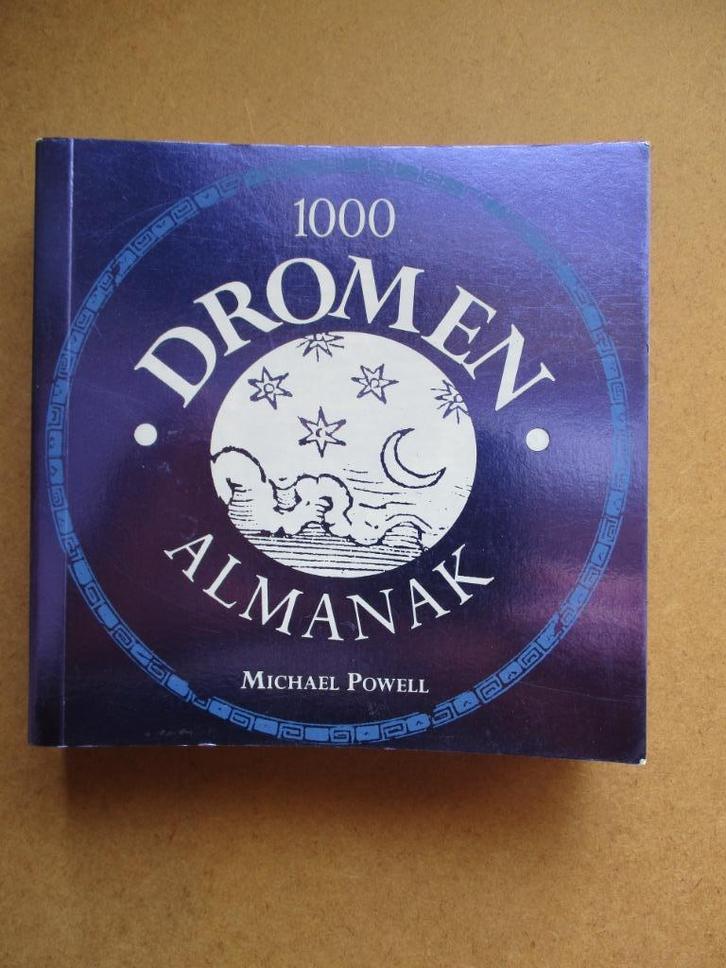 1000
DROMEN
ALMANAK
MICHAEL POWELL